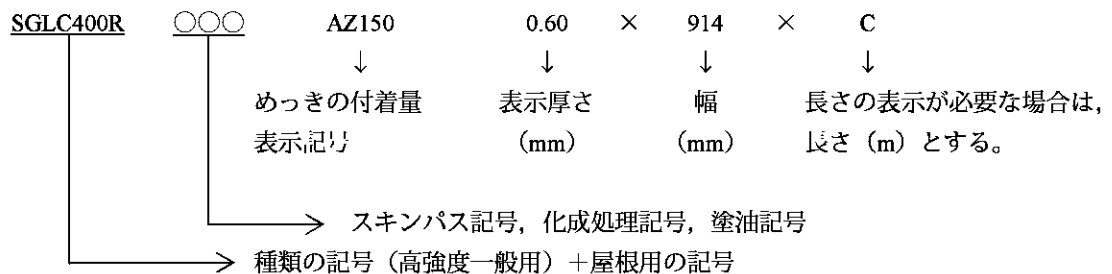 SGLC400R ○○○ AZ150 0.60 × 914 × C
↓ ↓ ↓ ↓
めっきの付着量 表示厚さ 幅 長さの表示が必要な場合は，
表示記号 （mm） （mm） 長さ（m）とする。
スキンパス記号，化成処理記号，塗油記号
種類の記号（高強度一般用）＋屋根用の記号